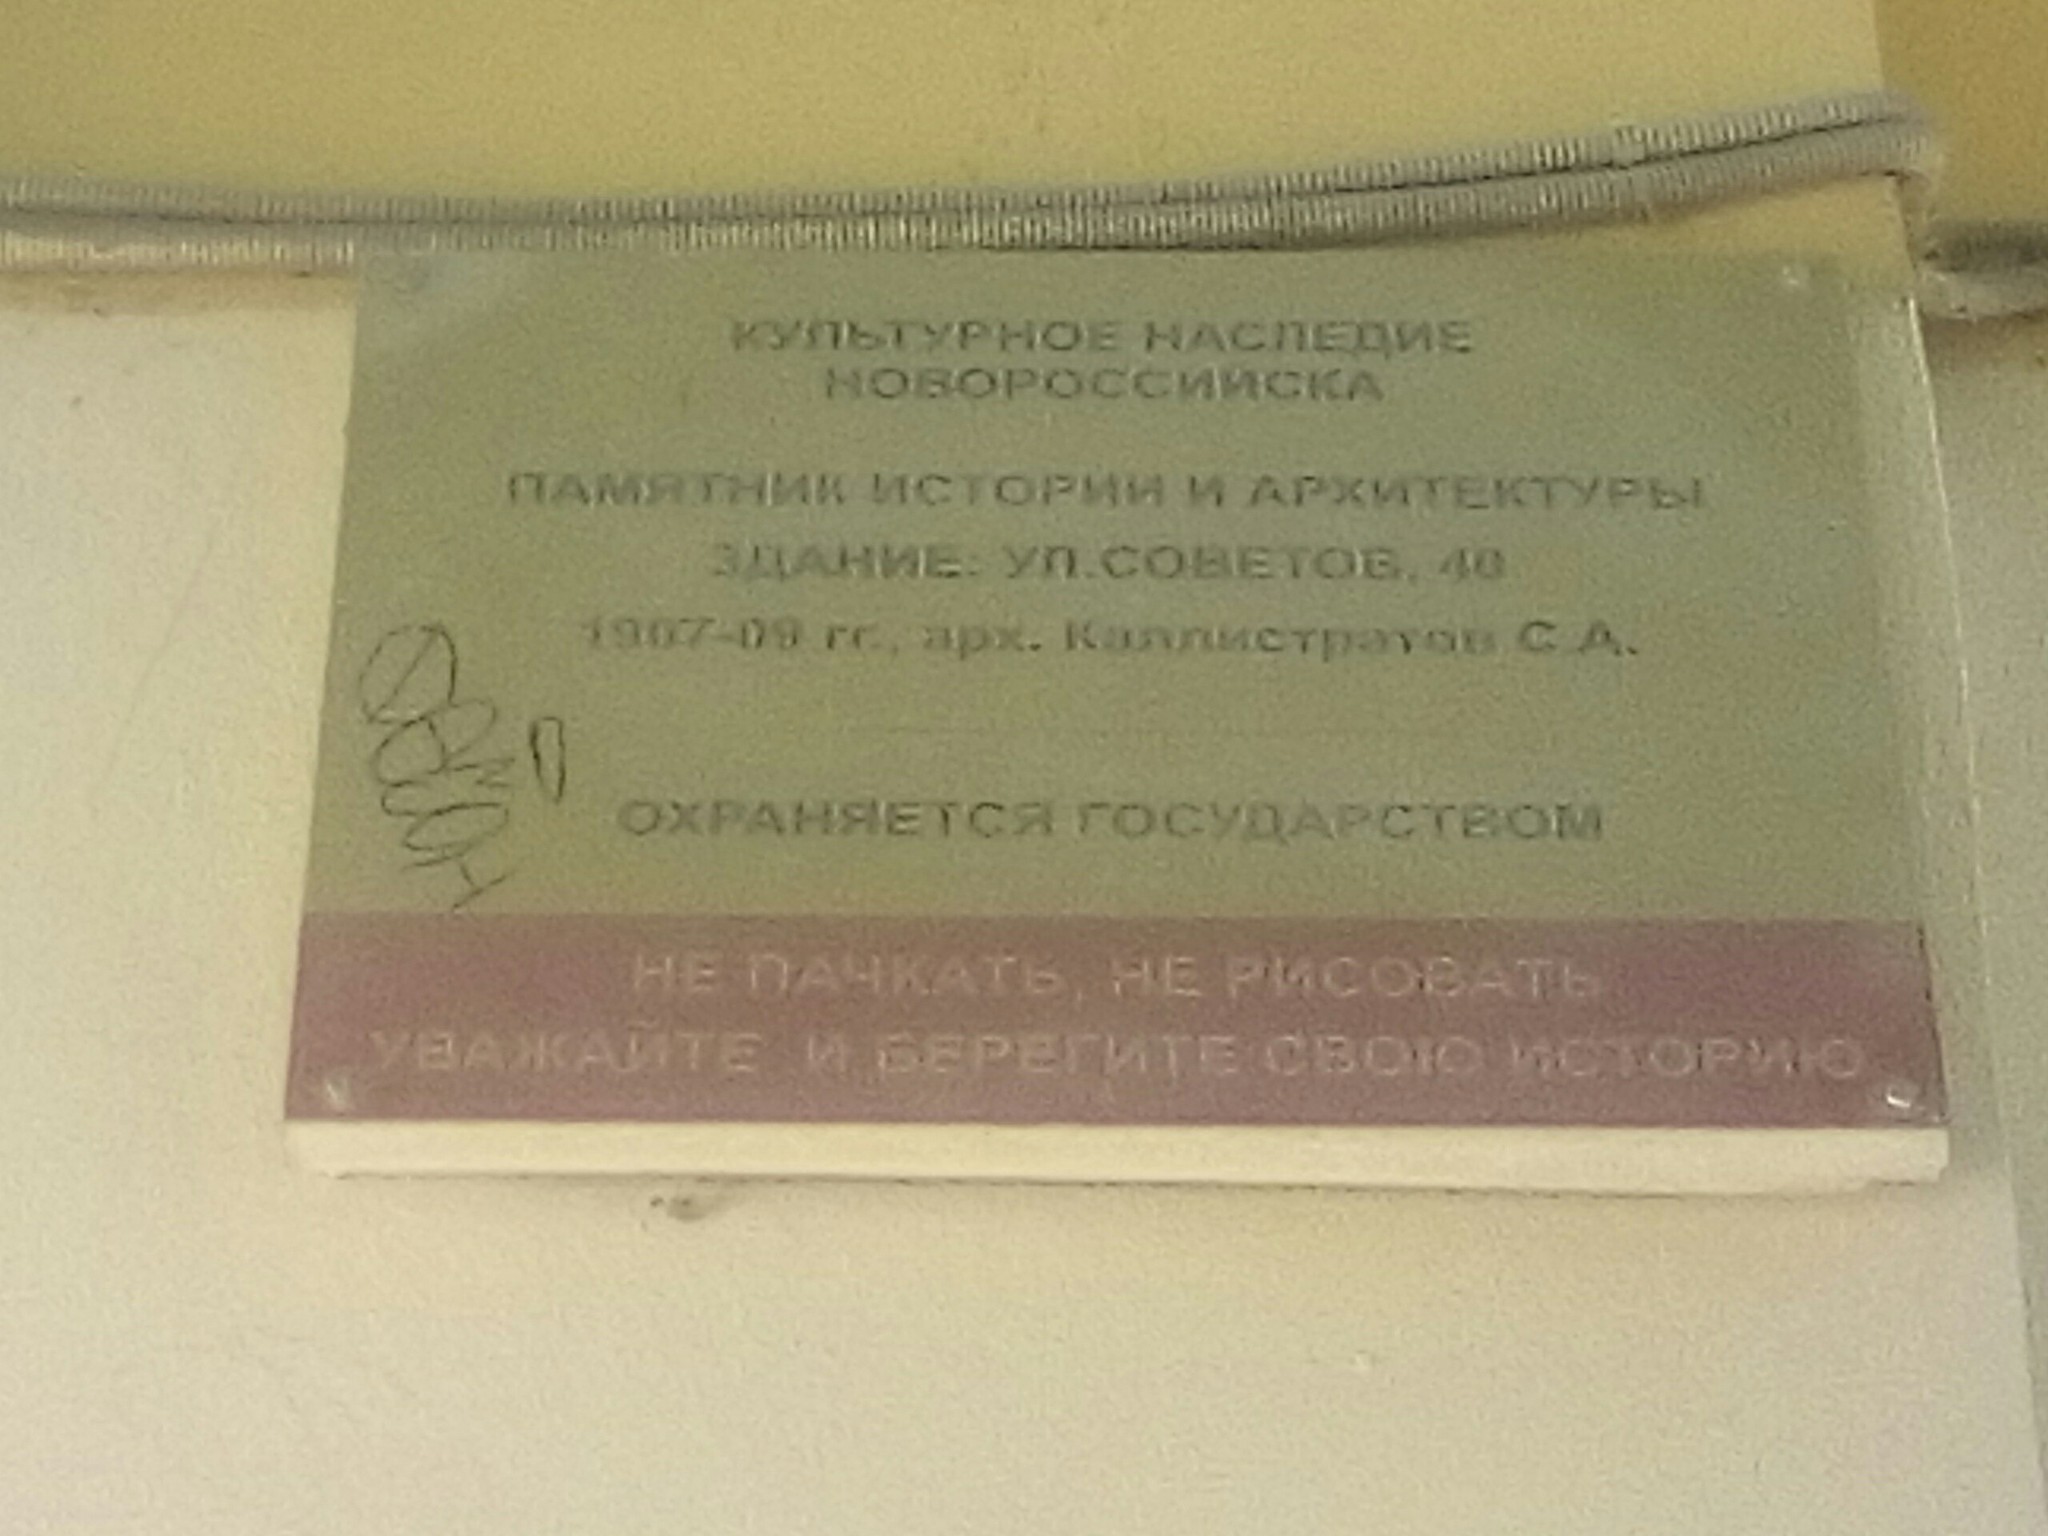 КУЛЬТУРНОЕ НАСЛЕДИЕ
НОВОРОССИЙСКА
ПАМЯТНИК ИСТОРИИ И АРХИТЕКТУРЫ
ЗДАНИЕ: УЛ.СОВЕТОВ, 40
1907-09 гг., арх. Каллистратов С.А.
ОХРАНЯЕТСЯ ГОСУДАРСТВОМ
НЕ ПАЧКАТЬ, НЕ РИСОВАТЬ
УВАЖАЙТЕ И БЕРЕГИТЕ СВОЮ ИСТОРИЮ